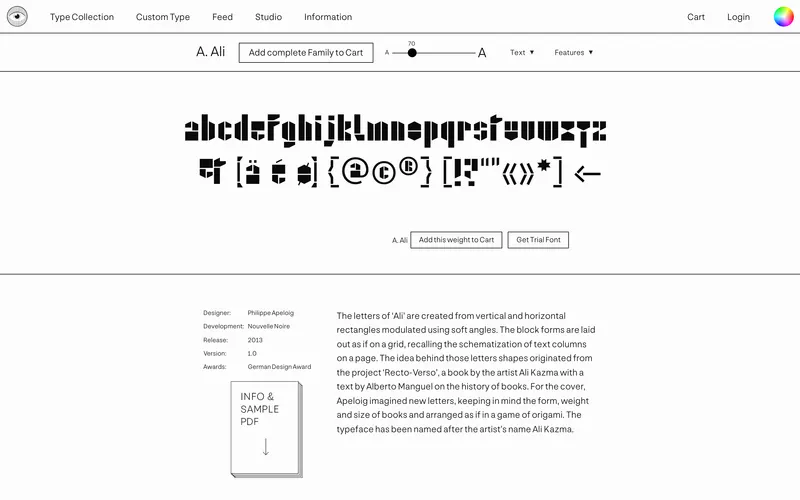 Type Collection Custom Type Feed Studio Information Cart Login
A. Ali Add complete Family to Cart A 70 A Text ▼ Features ▼
abcdefghijklmnopqrstuvwxyz
[ä é ø] {@©®} [!?""«»*] ←
A. Ali Add this weight to Cart Get Trial Font
Designer: Philippe Apeloig
Development: Nouvelle Noire
Release: 2013
Version: 1.0
Awards: German Design Award
INFO &
SAMPLE
PDF
↓
The letters of 'Ali' are created from vertical and horizontal
rectangles modulated using soft angles. The block forms are laid
out as if on a grid, recalling the schematization of text columns
on a page. The idea behind those letters shapes originated from
the project 'Recto-Verso', a book by the artist Ali Kazma with a
text by Alberto Manguel on the history of books. For the cover,
Apeloig imagined new letters, keeping in mind the form, weight
and size of books and arranged as if in a game of origami. The
typeface has been named after the artist's name Ali Kazma.